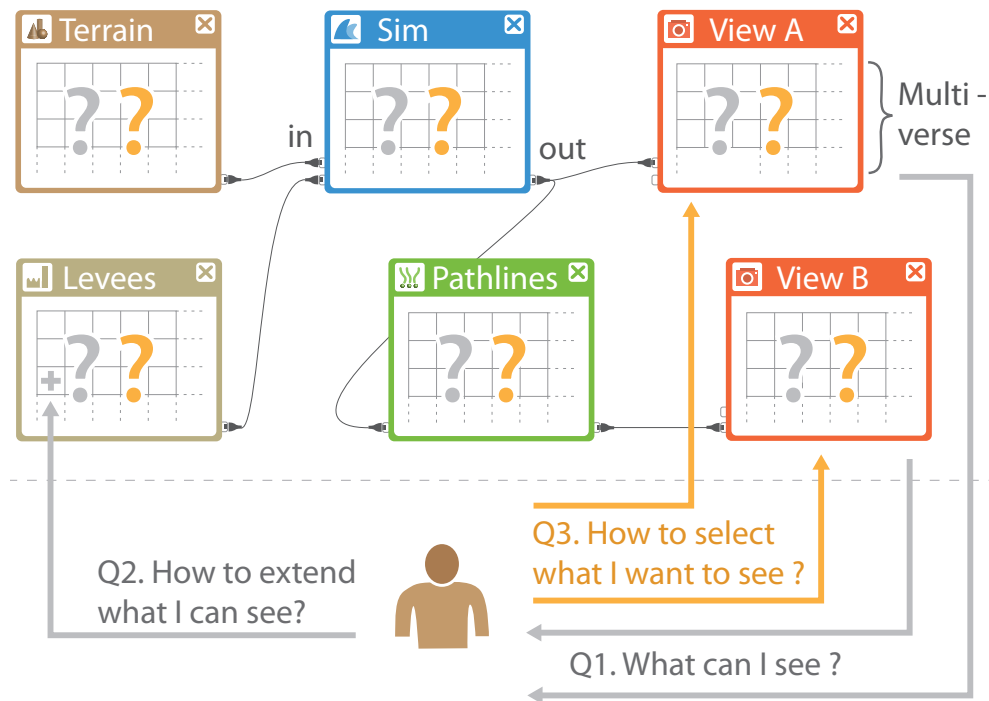 Terrain
Sim
View A
? ?
? ?
? ?
Multi -
verse
in
out
Levees
Pathlines
View B
? ?
? ?
? ?
Q3. How to select
what I want to see ?
Q2. How to extend
what I can see?
Q1. What can I see ?